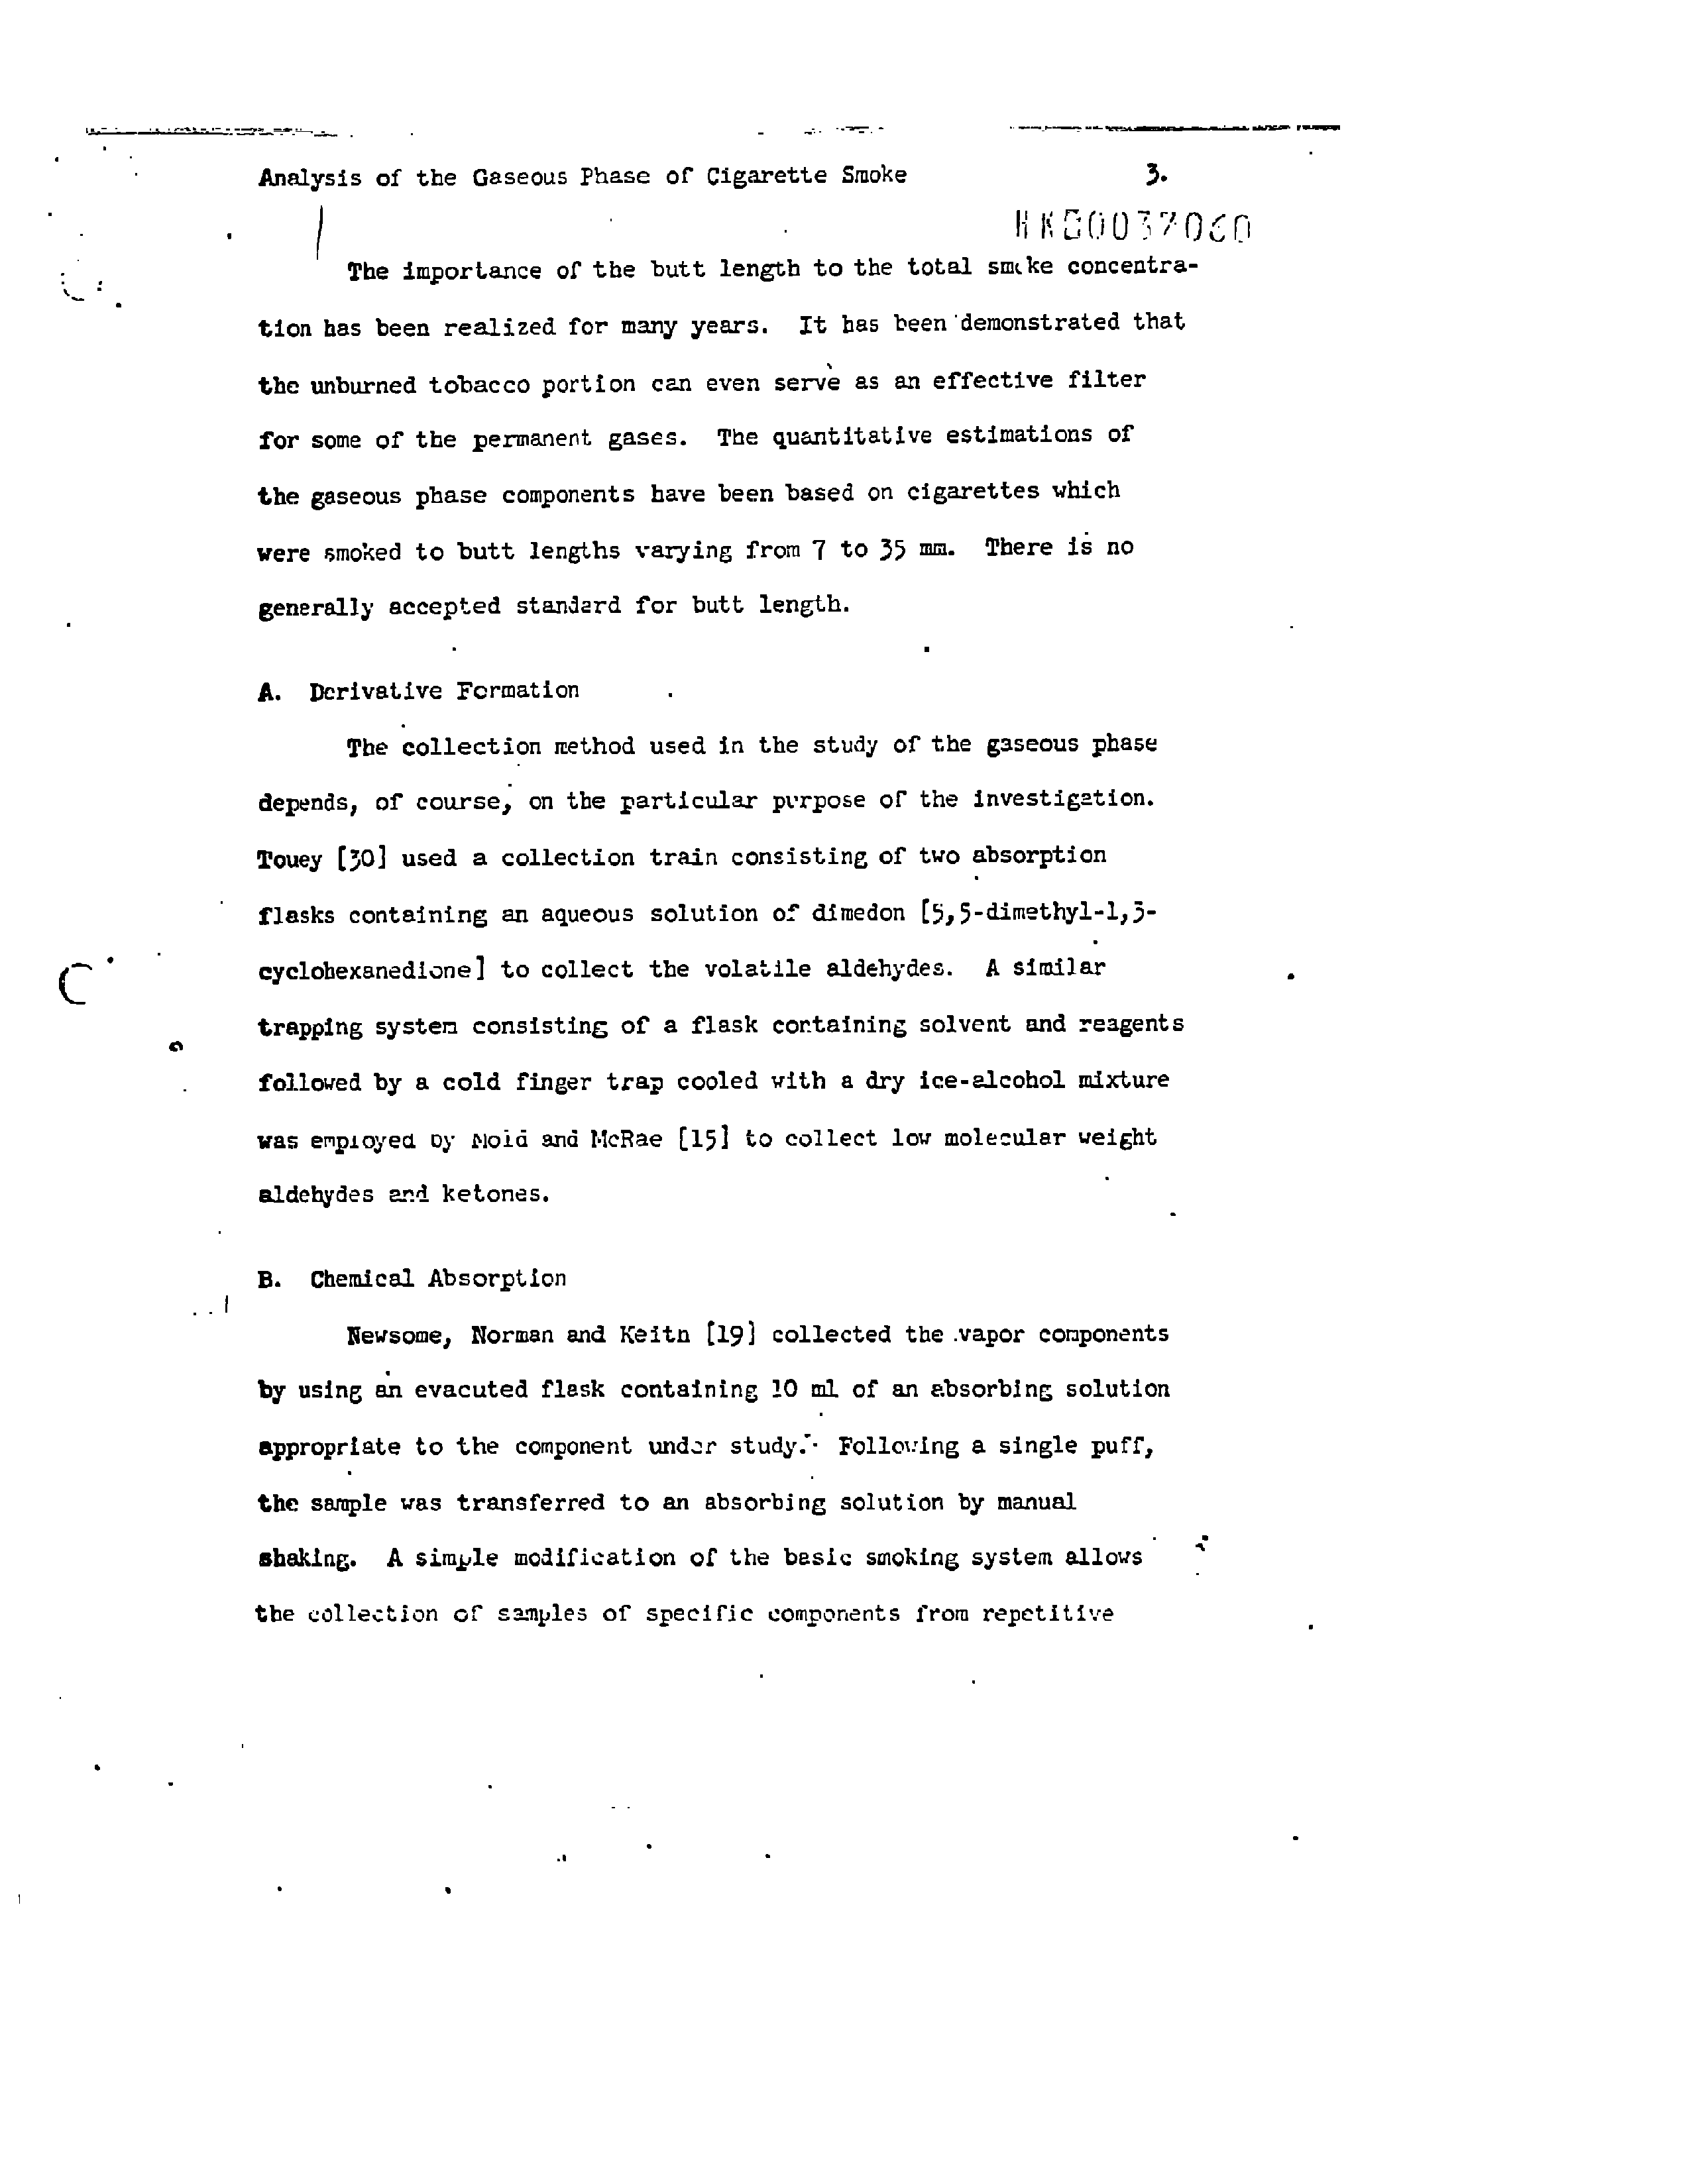 Analysis of the Gaseous Phase of Cigarette Smoke 3.
The importance of the butt length to the total smoke concentra-
tion has been realized for many years. It has been demonstrated that
the unburned tobacco portion can even serve as an effective filter
for some of the permanent gases. The quantitative estimations of
the gaseous phase components have been based on cigarettes which
were smoked to butt lengths varying from 7 to 35 mm. There is no
generally accepted standard for butt length.
A. Derivative Formation
The collection method used in the study of the gaseous phase
depends, of course, on the particular purpose of the investigation.
Touey [30] used a collection train consisting of two absorption
flasks containing an aqueous solution of dimedon [5,5-dimethyl-1,3-
cyclohexanedione] to collect the volatile aldehydes. A similar
trapping system consisting of a flask containing solvent and reagents
followed by a cold finger trap cooled with a dry ice-alcohol mixture
was employed by and McRae [15] to collect low molecular weight
aldehydes and ketones.
B. Chemical Absorption
Newsome, Norman and Keith [19] collected the vapor components
by using an evacuted flask containing 10 ml of an absorbing solution
appropriate to the component under study. Following a single puff,
the sample was transferred to an absorbing solution by manual
shaking. A simple modification of the basic smoking system allows
the collection of samples of specific components from repetitive